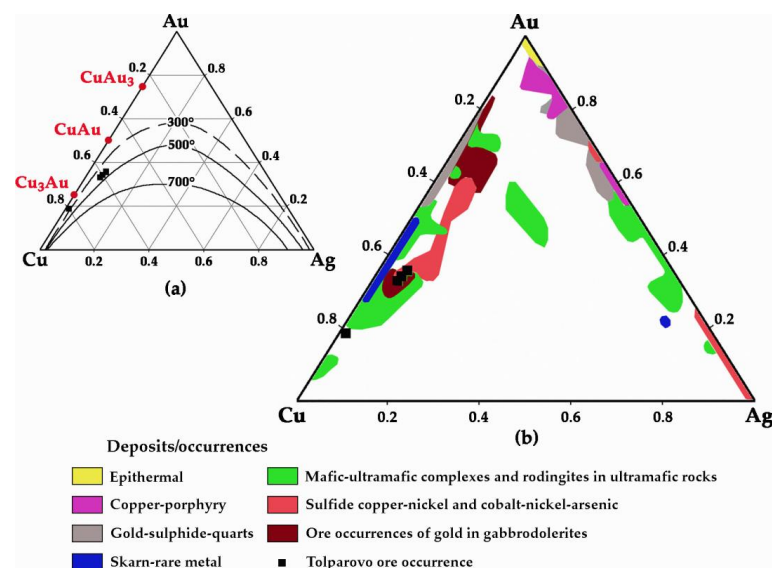 Au
0.2
0.8
CuAu3
0.4
300°
0.6
CuAu
500°
0.6
0.4
Cu3Au
700°
0.8
0.2
Cu
0.2
0.4
0.6
0.8
Ag
(a)
Au
0.2
0.8
0.4
0.6
0.6
0.4
0.8
0.2
Cu
0.2
0.4
0.6
0.8
Ag
(b)
Deposits/occurrences
Epithermal
Mafic-ultramafic complexes and rodingites in ultramafic rocks
Copper-porphyry
Sulfide copper-nickel and cobalt-nickel-arsenic
Gold-sulphide-quarts
Ore occurrences of gold in gabbrodolerites
Skarn-rare metal
Tolparovo ore occurrence